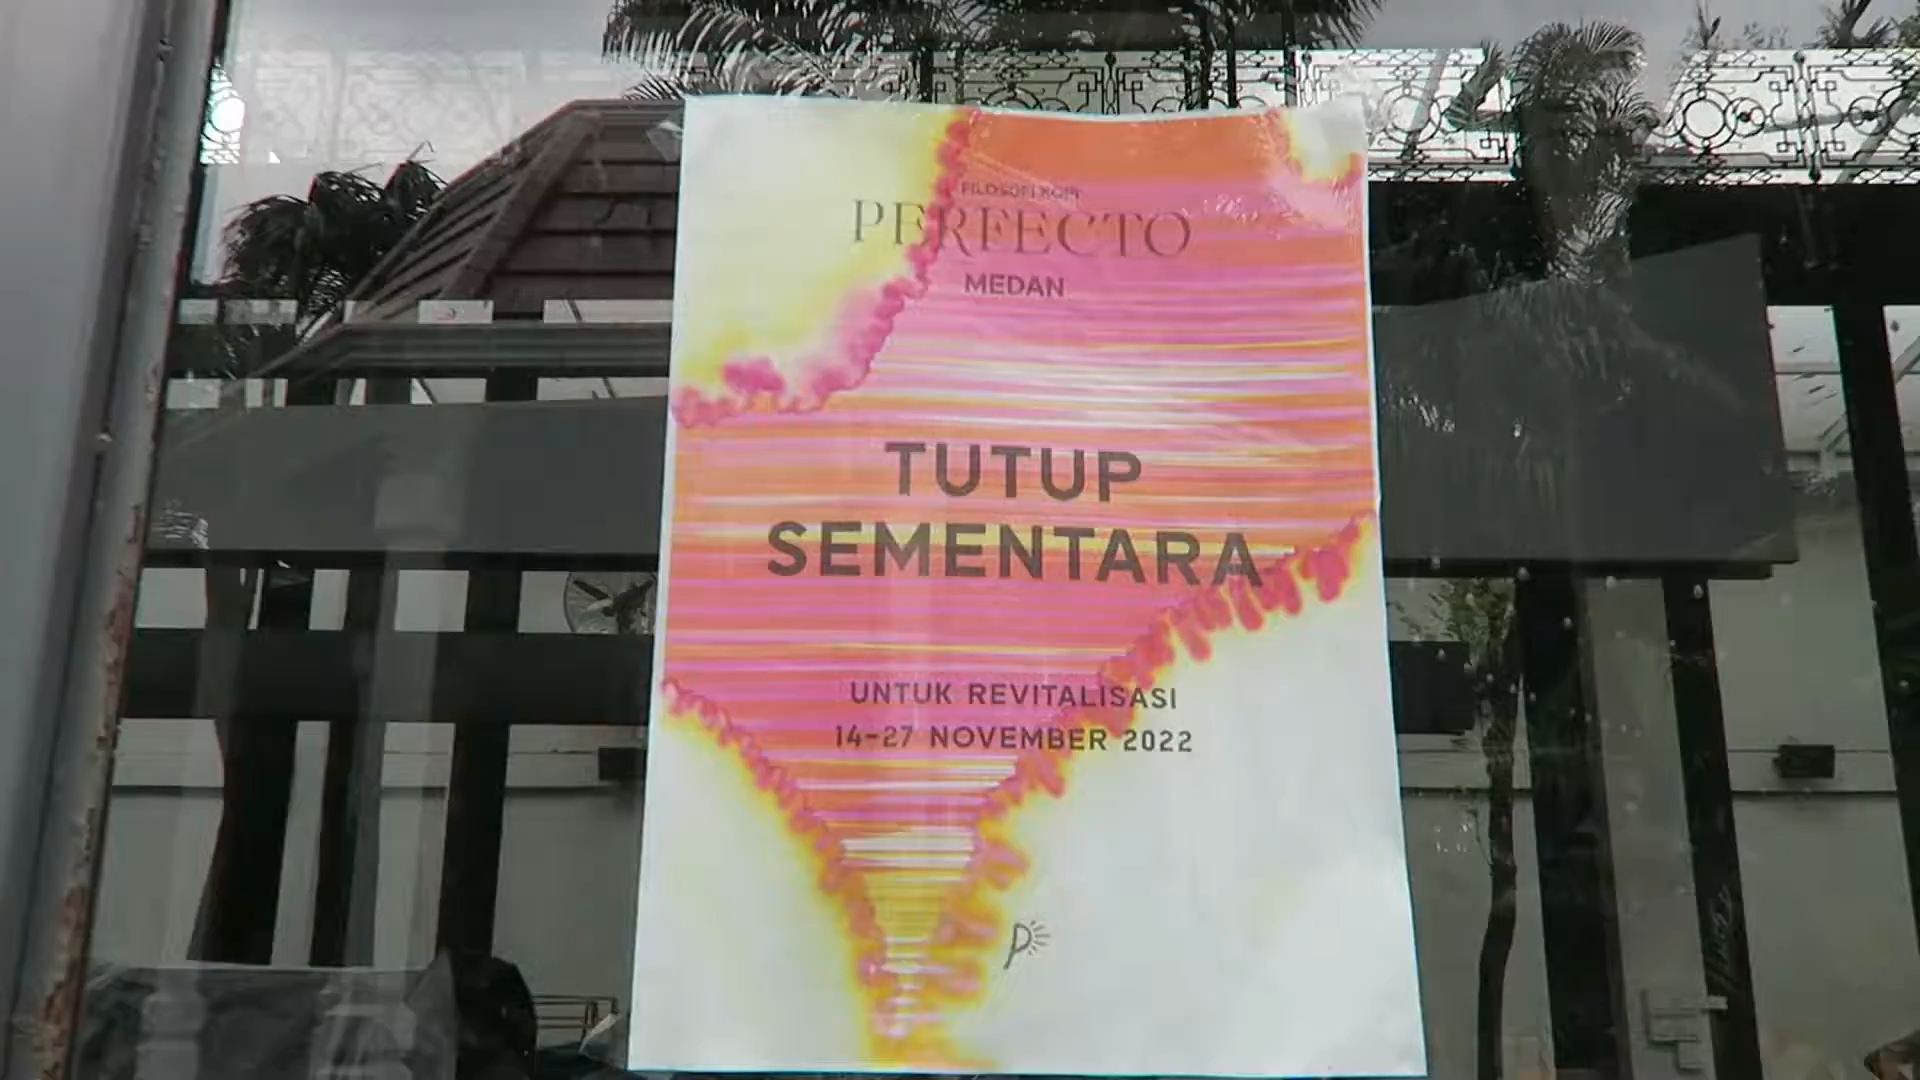 FILOSOFI KOPI
PERFECTO
MEDAN
TUTUP
SEMENTARA
UNTUK REVITALISASI
14-27 NOVEMBER 2022